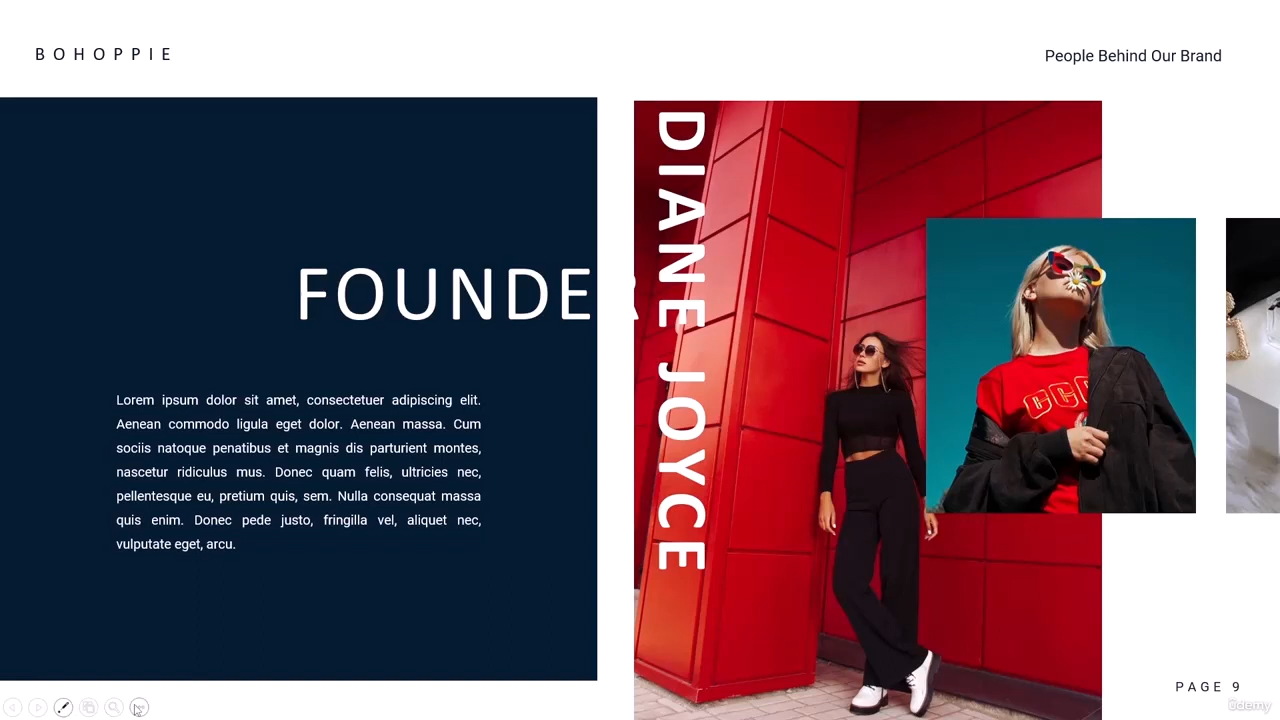 BOHOPPIE
People Behind Our Brand
FOUNDER
DIANE JOYCE
Lorem ipsum dolor sit amet, consectetuer adipiscing elit.
Aenean commodo ligula eget dolor. Aenean massa. Cum
sociis natoque penatibus et magnis dis parturient montes,
nascetur ridiculus mus. Donec quam felis, ultricies nec,
pellentesque eu, pretium quis, sem. Nulla consequat massa
quis enim. Donec pede justo, fringilla vel, aliquet nec,
vulputate eget, arcu.
PAGE 9
ûdemy